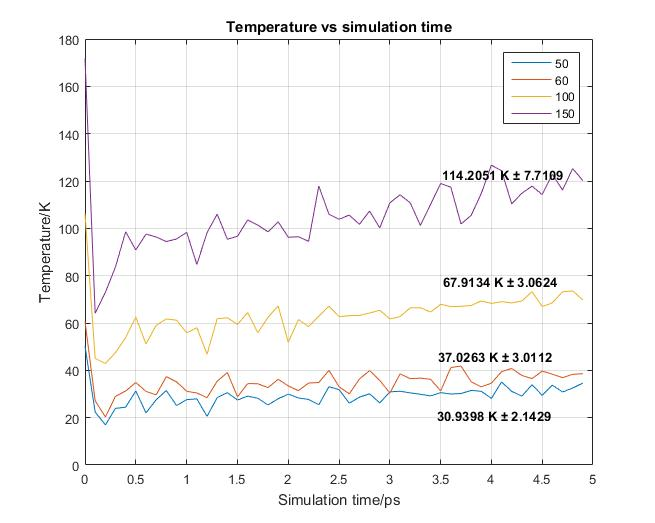 Temperature vs simulation time
180
160
140
120
100
80
60
40
20
0
Temperature/K
50
60
100
150
114.2051 K ± 7.7109
67.9134 K ± 3.0624
37.0263 K ± 3.0112
30.9398 K ± 2.1429
0 0.5 1 1.5 2 2.5 3 3.5 4 4.5 5
Simulation time/ps